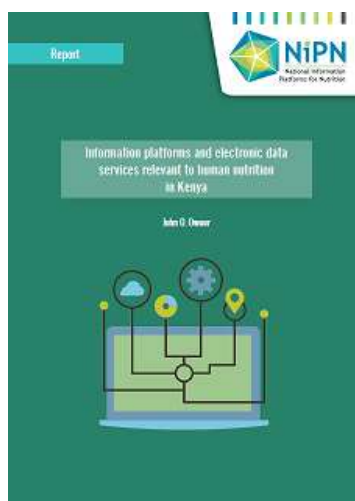 Report
NiPN
National Information
Platforms for Nutrition
Information platforms and electronic data
services relevant to human nutrition
in Kenya
John O. Owuor